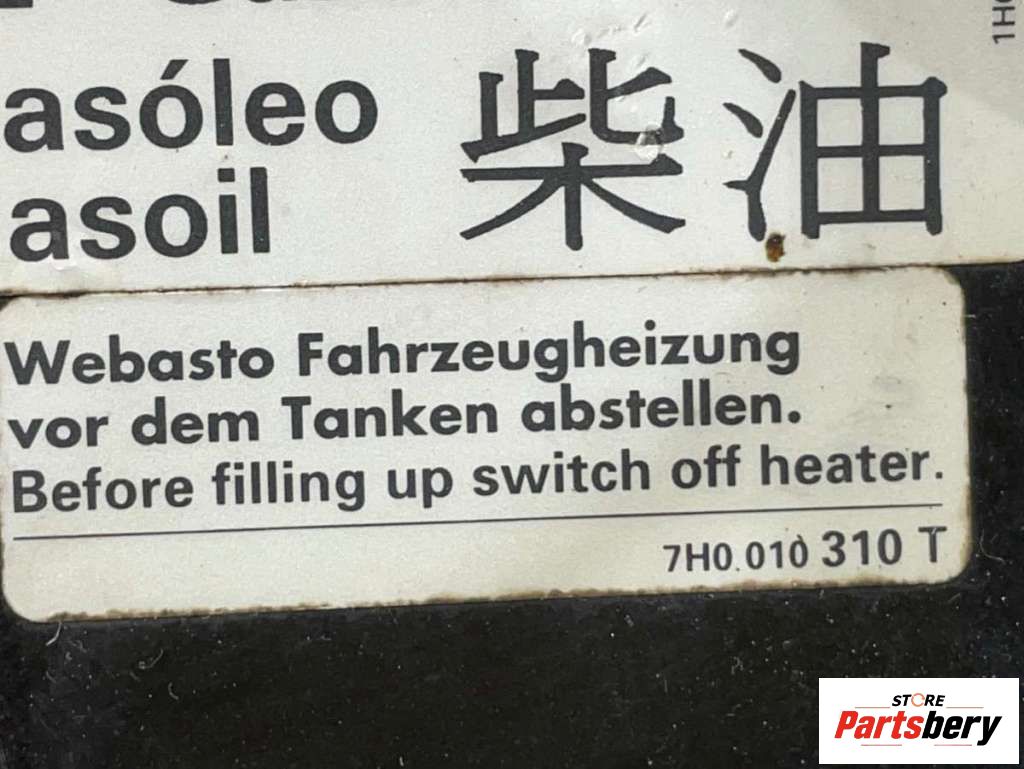 asóleo
asoil
柴油
1H
Webasto Fahrzeugheizung
vor dem Tanken abstellen.
Before filling up switch off heater.
7H0.010 310 T
STORE
Partsbery